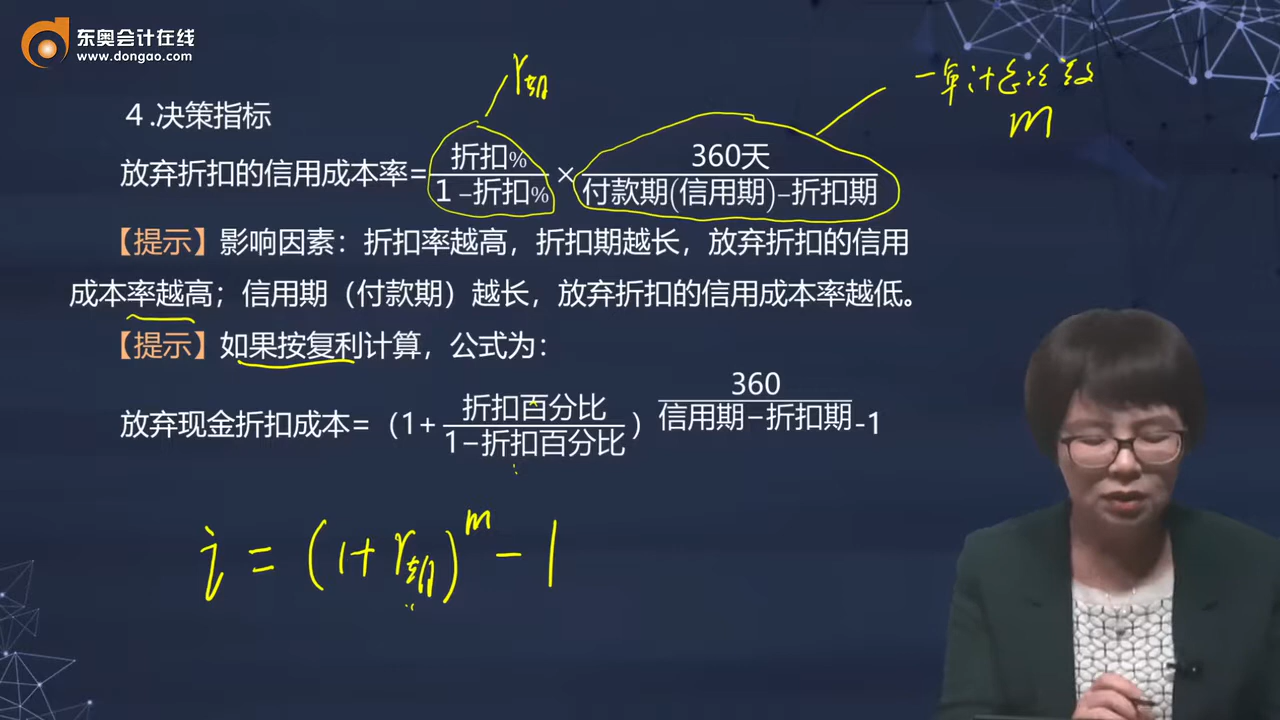 东奥会计在线
www.dongao.com
r期
一年计息次数
m
4.决策指标
放弃折扣的信用成本率=折扣%/1-折扣%×360天/付款期(信用期)-折扣期
【提示】影响因素：折扣率越高，折扣期越长，放弃折扣的信用
成本率越高；信用期（付款期）越长，放弃折扣的信用成本率越低。
【提示】如果按复利计算，公式为：
放弃现金折扣成本=（1+折扣百分比/1-折扣百分比）360/信用期-折扣期-1
i=(1+r期)m-1